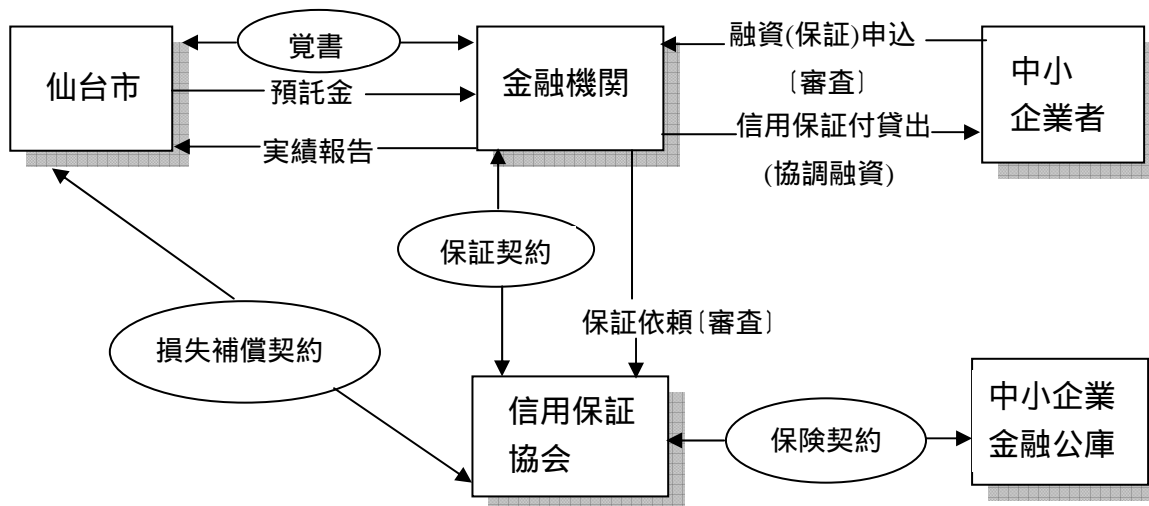 覚書
融資(保証)申込
仙台市
預託金
金融機関
〔審査〕
中小
企業者
信用保証付貸出
実績報告
(協調融資)
保証契約
保証依頼〔審査〕
損失補償契約
信用保証
協会
保険契約
中小企業
金融公庫